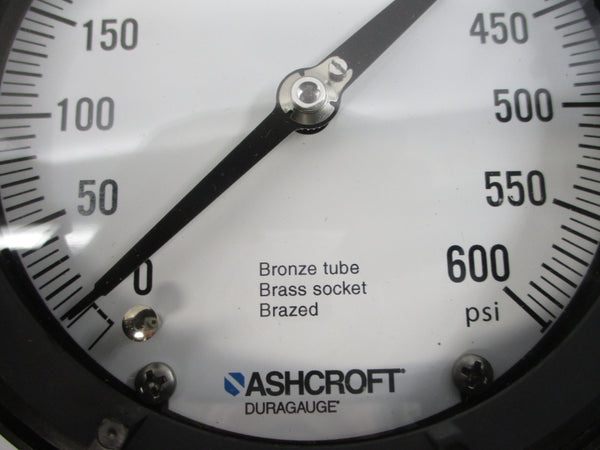 150
450
100
500
50
550
0
600
psi
Bronze tube
Brass socket
Brazed
ASHCROFT®
DURAGAUGE®